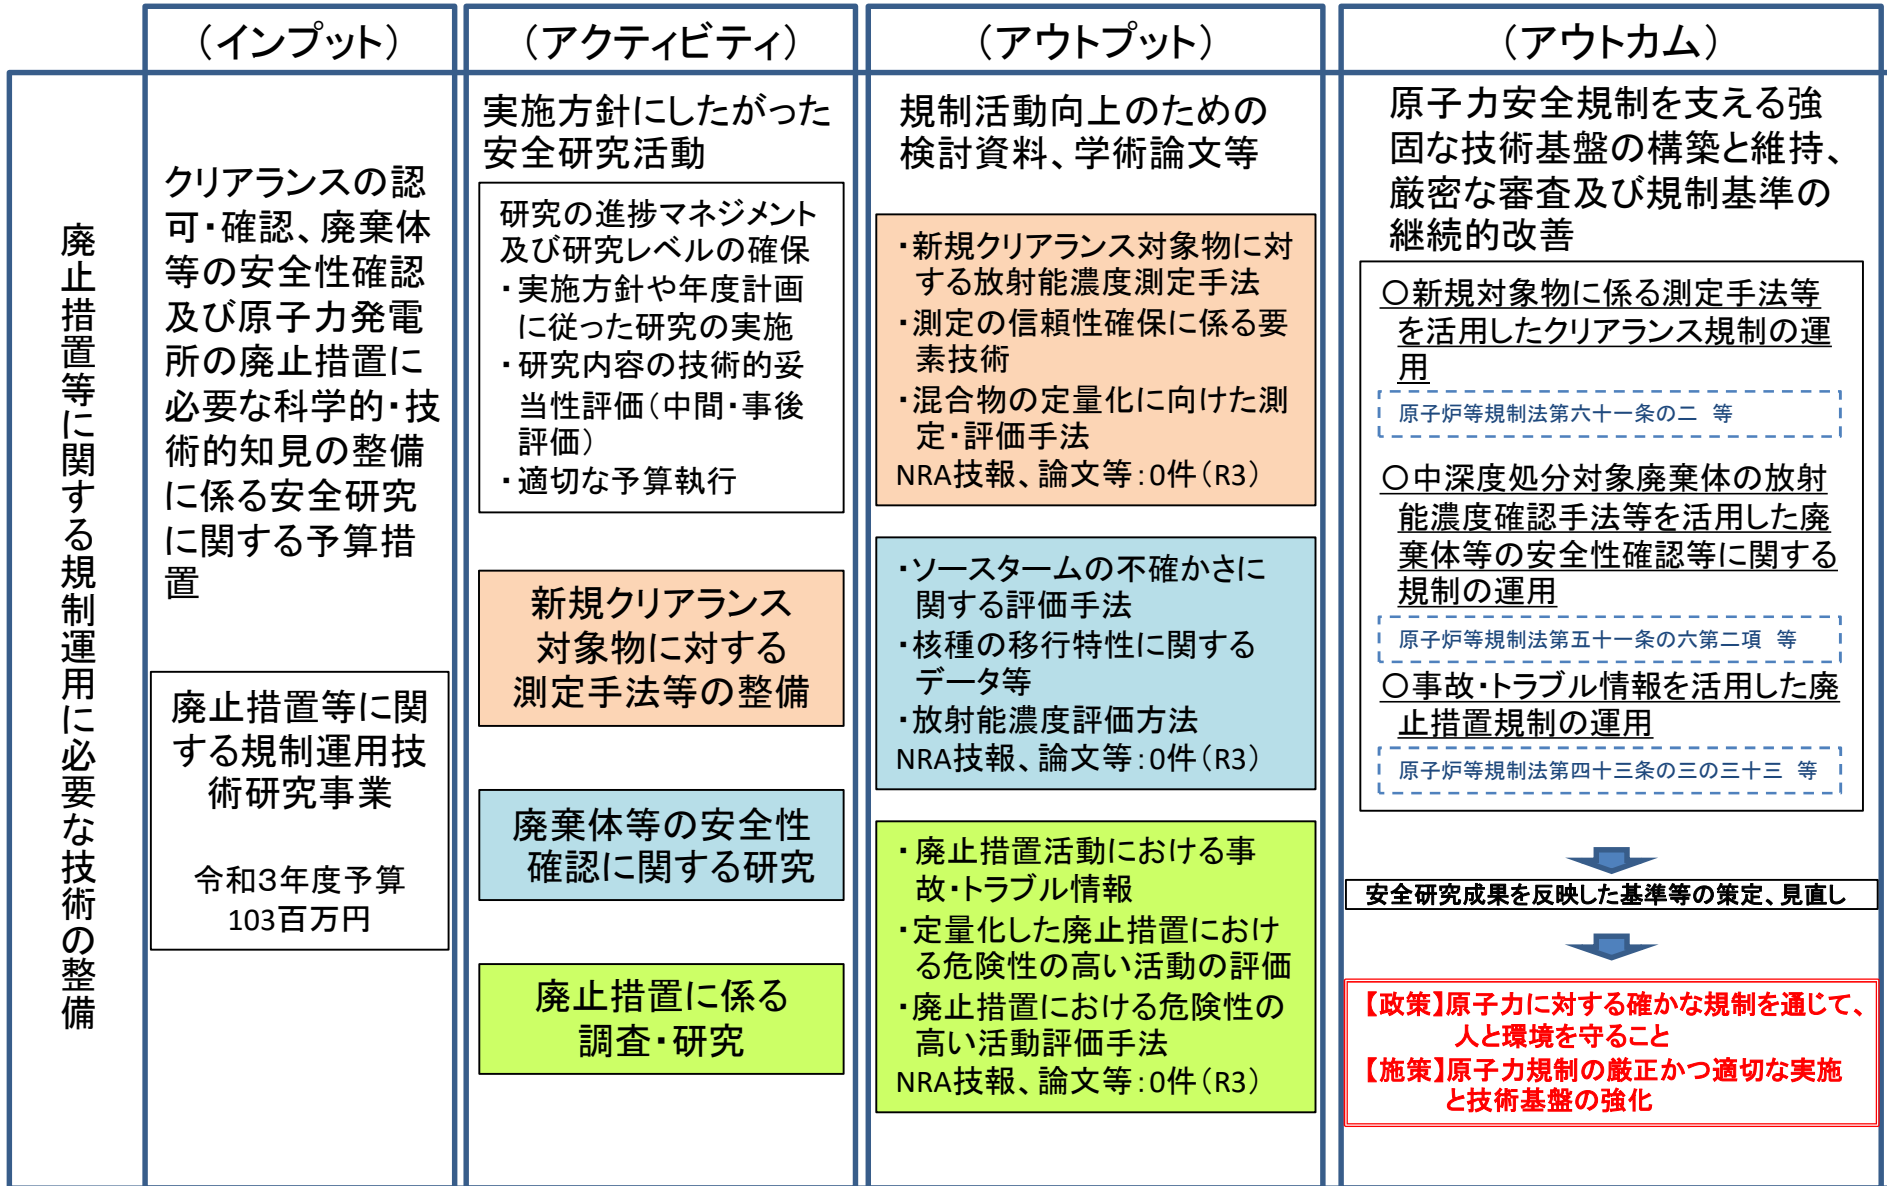 廃止措置等に関する規制運用に必要な技術の整備
（インプット）
クリアランスの認
可・確認、廃棄体
等の安全性確認
及び原子力発電
所の廃止措置に
必要な科学的・技
術的知見の整備
に係る安全研究
に関する予算措
置
廃止措置等に関
する規制運用技
術研究事業
令和3年度予算
103百万円
（アクティビティ）
実施方針にしたがった
安全研究活動
研究の進捗マネジメント
及び研究レベルの確保
・実施方針や年度計画
に従った研究の実施
・研究内容の技術的妥
当性評価（中間・事後
評価）
・適切な予算執行
新規クリアランス
対象物に対する
測定手法等の整備
廃棄体等の安全性
確認に関する研究
廃止措置に係る
調査・研究
（アウトプット）
規制活動向上のための
検討資料、学術論文等
・新規クリアランス対象物に対
する放射能濃度測定手法
・測定の信頼性確保に係る要
素技術
・混合物の定量化に向けた測
定・評価手法
NRA技報、論文等：0件（R3）
・ソースタームの不確かさに
関する評価手法
・核種の移行特性に関する
データ等
・放射能濃度評価方法
NRA技報、論文等：0件（R3）
・廃止措置活動における事
故・トラブル情報
・定量化した廃止措置におけ
る危険性の高い活動の評価
・廃止措置における危険性の
高い活動評価手法
NRA技報、論文等：0件（R3）
（アウトカム）
原子力安全規制を支える強
固な技術基盤の構築と維持、
厳密な審査及び規制基準の
継続的改善
○新規対象物に係る測定手法等
を活用したクリアランス規制の運
用
原子炉等規制法第六十一条の二 等
○中深度処分対象廃棄体の放射
能濃度確認手法等を活用した廃
棄体等の安全性確認等に関する
規制の運用
原子炉等規制法第五十一条の六第二項 等
○事故・トラブル情報を活用した廃
止措置規制の運用
原子炉等規制法第四十三条の三の三十三 等
安全研究成果を反映した基準等の策定、見直し
【政策】原子力に対する確かな規制を通じて、
人と環境を守ること
【施策】原子力規制の厳正かつ適切な実施
と技術基盤の強化